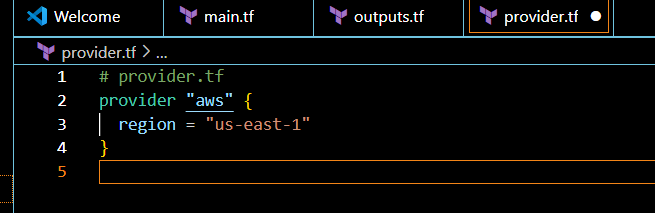 Welcome
main.tf
outputs.tf
provider.tf
provider.tf > ...
1 # provider.tf
2 provider "aws" {
3 region = "us-east-1"
4 }
5